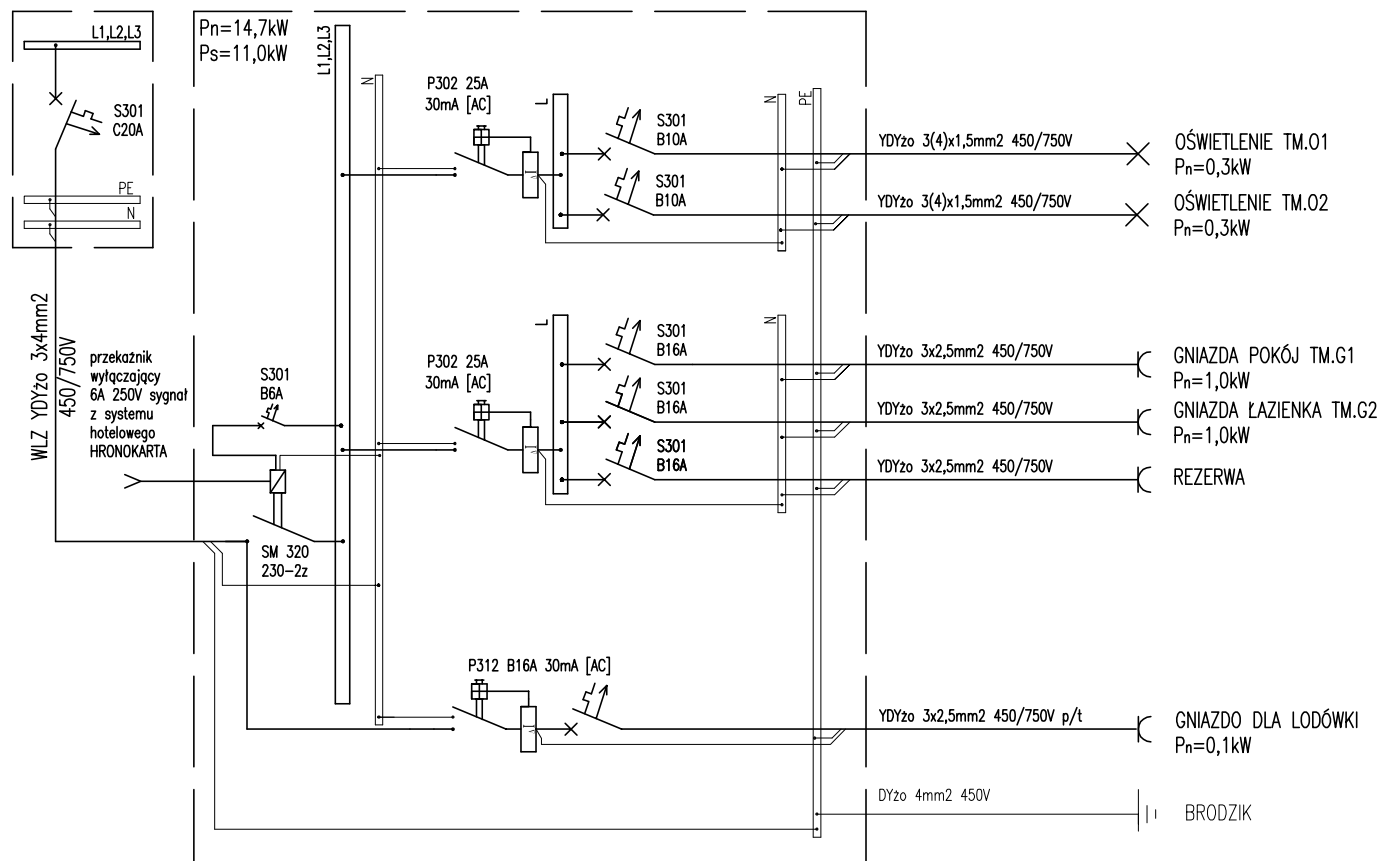 L1,L2,L3
S301
C20A
PE
N
WLZ YDYżo 3x4mm2
450/750V
przekaźnik
wyłączający
6A 250V sygnał
z systemu
hotelowego
HRONOKARTA
Pn=14,7kW
Ps=11,0kW
L1,L2,L3
N
S301
B6A
SM 320
230-2z
P302 25A
30mA [AC]
L
S301
B10A
S301
B10A
N
PE
YDYżo 3(4)x1,5mm2 450/750V
OŚWIETLENIE TM.O1
Pn=0,3kW
YDYżo 3(4)x1,5mm2 450/750V
OŚWIETLENIE TM.O2
Pn=0,3kW
P302 25A
30mA [AC]
L
S301
B16A
S301
B16A
S301
B16A
N
YDYżo 3x2,5mm2 450/750V
GNIAZDA POKÓJ TM.G1
Pn=1,0kW
YDYżo 3x2,5mm2 450/750V
GNIAZDA ŁAZIENKA TM.G2
Pn=1,0kW
YDYżo 3x2,5mm2 450/750V
REZERWA
P312 B16A 30mA [AC]
YDYżo 3x2,5mm2 450/750V p/t
GNIAZDO DLA LODÓWKI
Pn=0,1kW
DYżo 4mm2 450V
BRODZIK